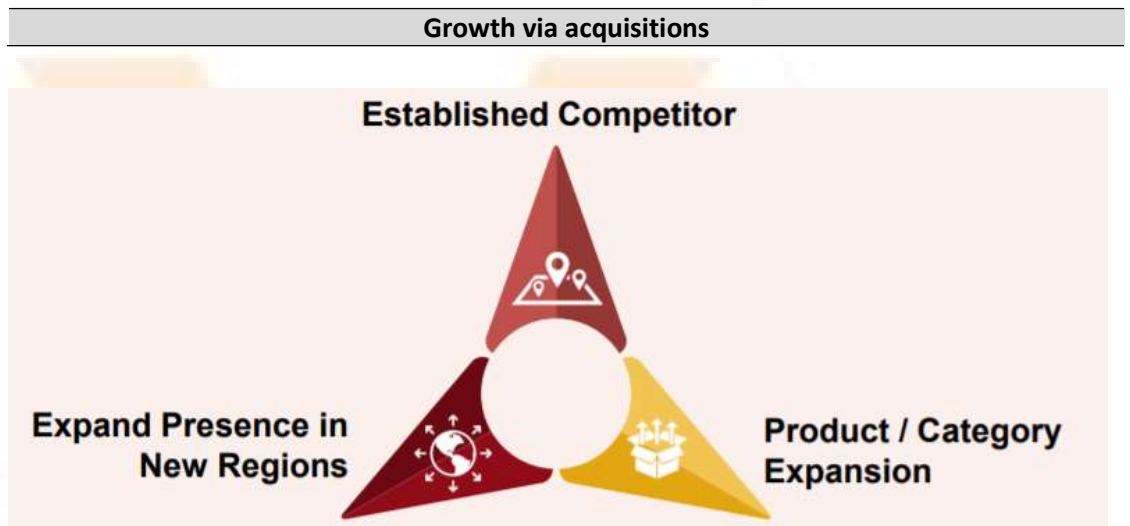 Growth via acquisitions
Established Competitor
Expand Presence in
New Regions
Product / Category
Expansion